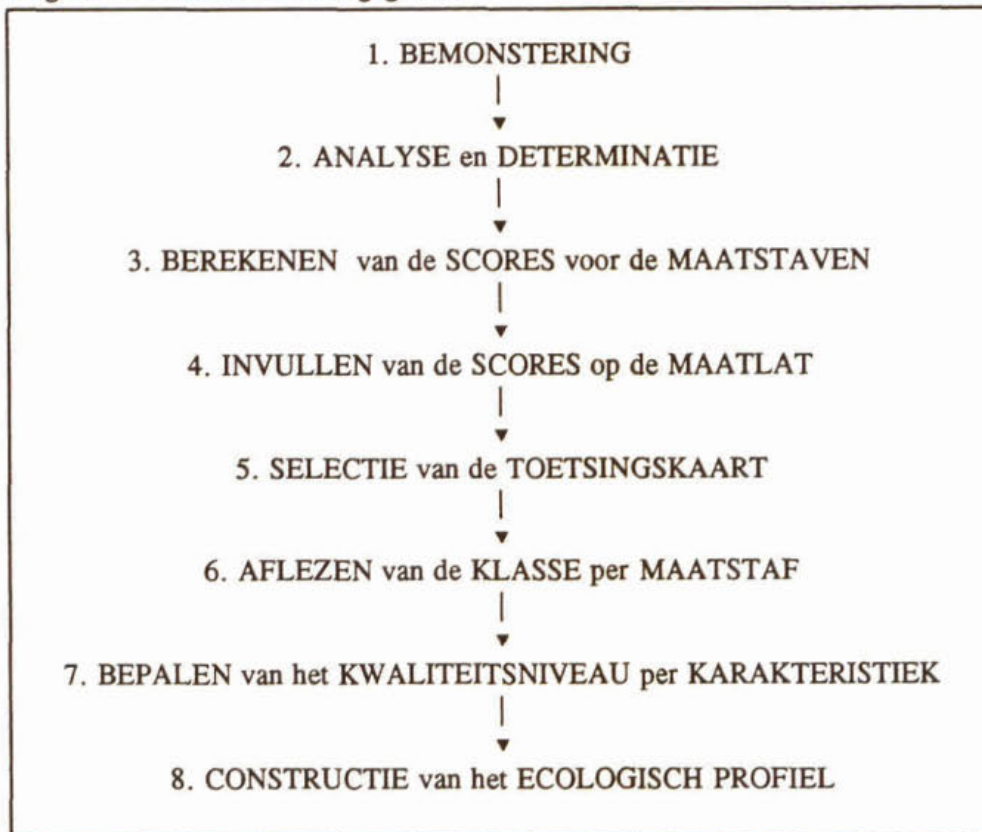 1. BEMONSTERING
2. ANALYSE en DETERMINATIE
3. BEREKENEN van de SCORES voor de MAATSTAVEN
4. INVULLEN van de SCORES op de MAATLAT
5. SELECTIE van de TOETSINGSKAART
6. AFLEZEN van de KLASSE per MAATSTAF
7. BEPALEN van het KWALITEITSNIVEAU per KARAKTERISTIEK
8. CONSTRUCTIE van het ECOLOGISCH PROFIEL